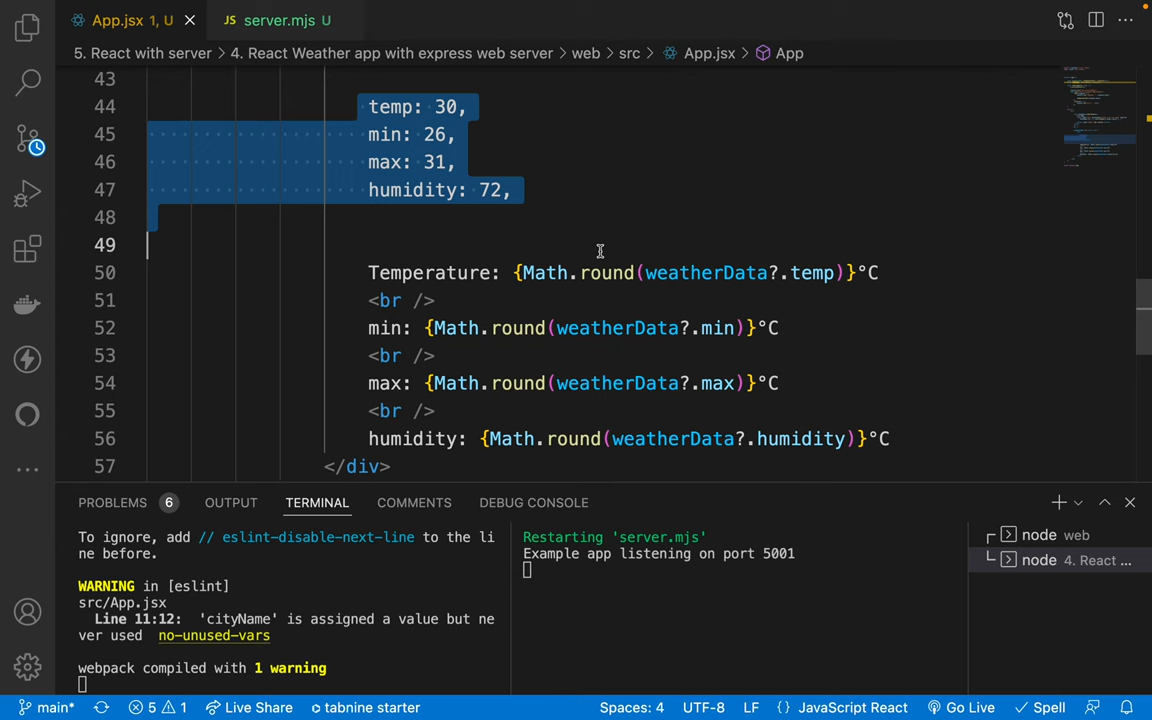 App.jsx 1, U
JS server.mjs U
5. React with server > 4. React Weather app with express web server > web > src > App.jsx > App
43
44 temp: 30,
45 min: 26,
46 max: 31,
47 humidity: 72,
48
49
50 Temperature: {Math.round(weatherData?.temp)}°C
51 <br />
52 min: {Math.round(weatherData?.min)}°C
53 <br />
54 max: {Math.round(weatherData?.max)}°C
55 <br />
56 humidity: {Math.round(weatherData?.humidity)}°C
57 </div>
PROBLEMS 6 OUTPUT TERMINAL COMMENTS DEBUG CONSOLE
To ignore, add // eslint-disable-next-line to the li
ne before.
WARNING in [eslint]
src/App.jsx
Line 11:12: 'cityName' is assigned a value but ne
ver used no-unused-vars
webpack compiled with 1 warning
Restarting 'server.mjs'
Example app listening on port 5001
node web
node 4. React ...
main* 5 1 Live Share tabnine starter Spaces: 4 UTF-8 LF {} JavaScript React Go Live Spell